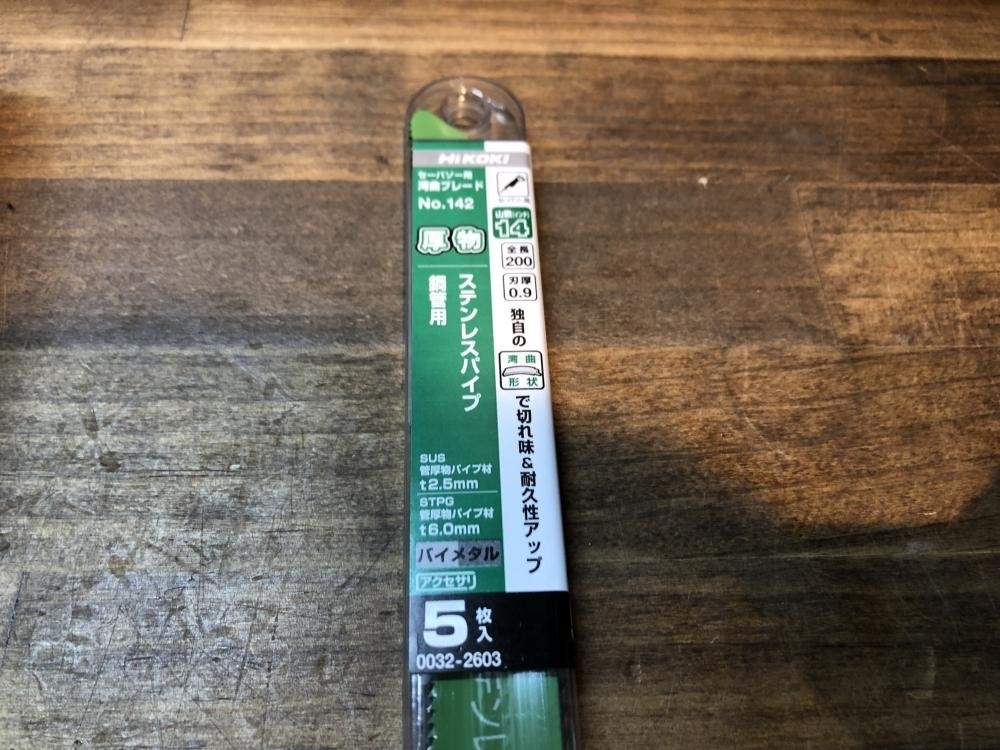 HiKOKI
セーバソー用
湾曲ブレード
No.142
厚物
ステンレスパイプ
鋼管用
SUS
管厚物パイプ材
t2.5mm
STPG
管厚物パイプ材
t6.0mm
バイメタル
アクセサリ
山数(インチ)
14
全長
200
刃厚
0.9
独自の
湾曲
形状
で切れ味&耐久性アップ
5枚入
0032-2603